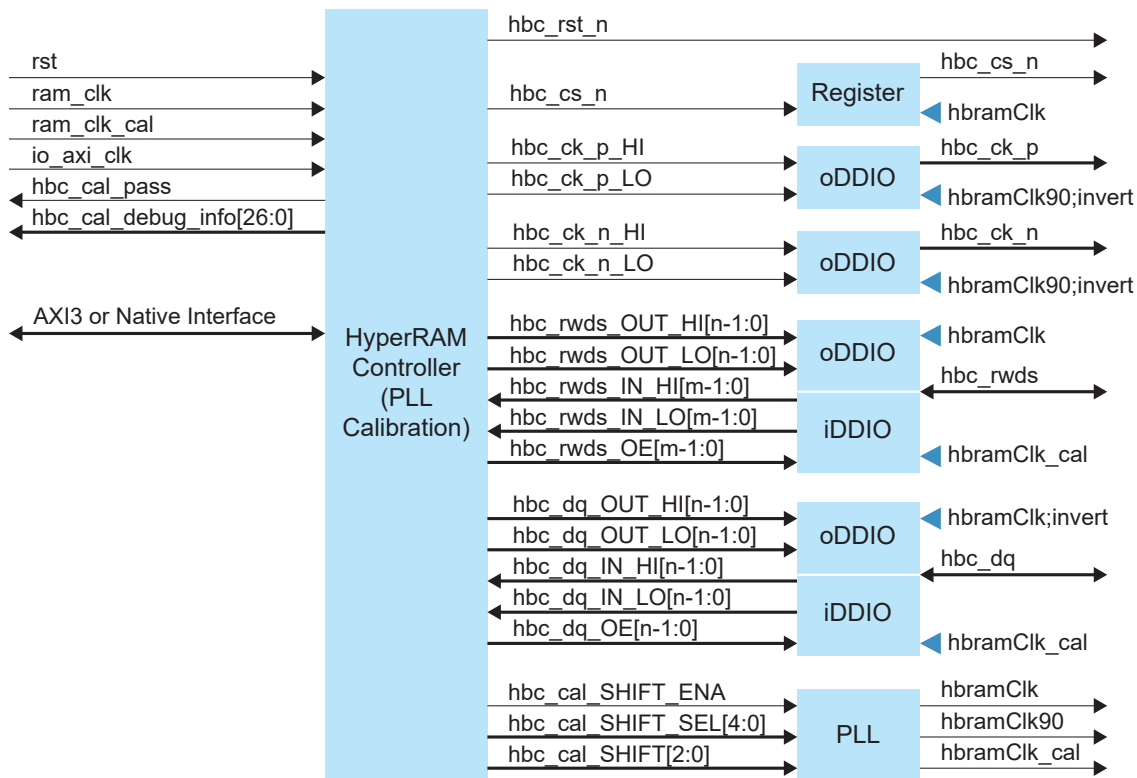 rst
ram_clk
ram_clk_cal
io_axi_clk
hbc_cal_pass
hbc_cal_debug_info[26:0]
AXI3 or Native Interface
HyperRAM
Controller
(PLL
Calibration)
hbc_rst_n
hbc_cs_n
Register
hbc_cs_n
hbramClk
hbc_ck_p_HI
hbc_ck_p_LO
oDDIO
hbc_ck_p
hbramClk90;invert
hbc_ck_n_HI
hbc_ck_n_LO
oDDIO
hbc_ck_n
hbramClk90;invert
hbc_rwds_OUT_HI[n-1:0]
hbc_rwds_OUT_LO[n-1:0]
hbc_rwds_IN_HI[m-1:0]
hbc_rwds_IN_LO[m-1:0]
hbc_rwds_OE[m-1:0]
oDDIO
iDDIO
hbramClk
hbc_rwds
hbramClk_cal
hbc_dq_OUT_HI[n-1:0]
hbc_dq_OUT_LO[n-1:0]
hbc_dq_IN_HI[n-1:0]
hbc_dq_IN_LO[n-1:0]
hbc_dq_OE[n-1:0]
oDDIO
iDDIO
hbramClk;invert
hbc_dq
hbramClk_cal
hbc_cal_SHIFT_ENA
hbc_cal_SHIFT_SEL[4:0]
hbc_cal_SHIFT[2:0]
PLL
hbramClk
hbramClk90
hbramClk_cal